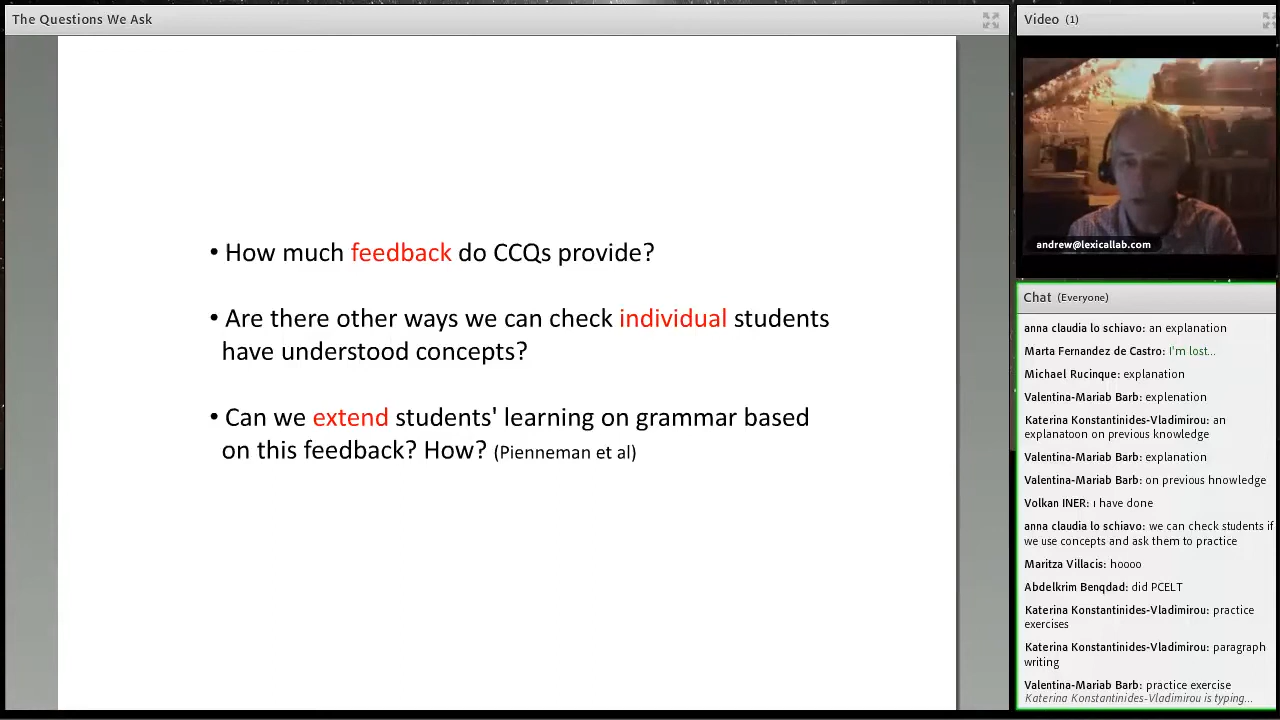 The Questions We Ask
• How much feedback do CCQs provide?
• Are there other ways we can check individual students
have understood concepts?
• Can we extend students' learning on grammar based
on this feedback? How? (Pienneman et al)
Video (1)
andrew@lexicallab.com
Chat (Everyone)
anna claudia lo schiavo: an explanation
Marta Fernandez de Castro: I'm lost...
Michael Rucinque: explanation
Valentina-Mariab Barb: explenation
Katerina Konstantinides-Vladimirou: an
explanatoon on previous knowledge
Valentina-Mariab Barb: explanation
Valentina-Mariab Barb: on previous hnowledge
Volkan INER: ı have done
anna claudia lo schiavo: we can check students if
we use concepts and ask them to practice
Maritza Villacis: hoooo
Abdelkrim Benqdad: did PCELT
Katerina Konstantinides-Vladimirou: practice
exercises
Katerina Konstantinides-Vladimirou: paragraph
writing
Valentina-Mariab Barb: practice exercise
Katerina Konstantinides-Vladimirou is typing...